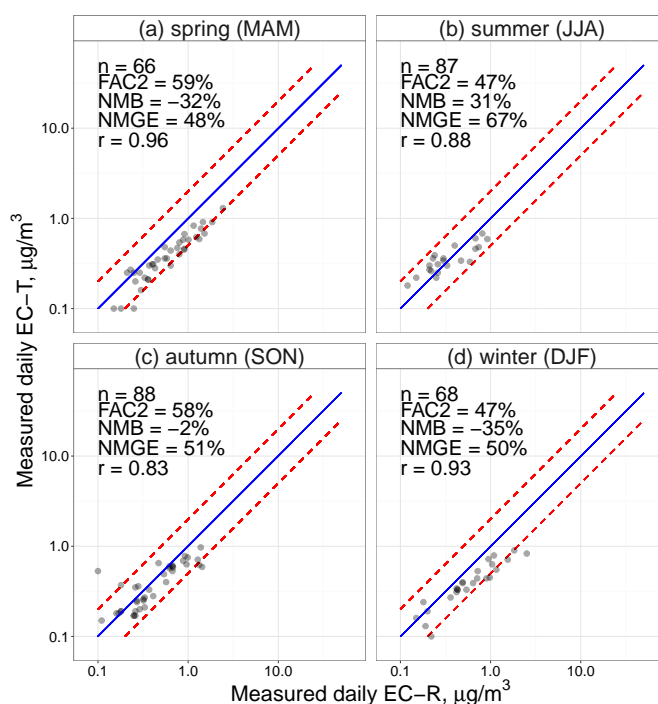 (a) spring (MAM)
n = 66
FAC2 = 59%
NMB = −32%
NMGE = 48%
r = 0.96
(b) summer (JJA)
n = 87
FAC2 = 47%
NMB = 31%
NMGE = 67%
r = 0.88
10.0
1.0
0.1
(c) autumn (SON)
n = 88
FAC2 = 58%
NMB = −2%
NMGE = 51%
r = 0.83
(d) winter (DJF)
n = 68
FAC2 = 47%
NMB = −35%
NMGE = 50%
r = 0.93
10.0
1.0
0.1
0.1 1.0 10.0 0.1 1.0 10.0
Measured daily EC−T, μg/m³
Measured daily EC−R, μg/m³